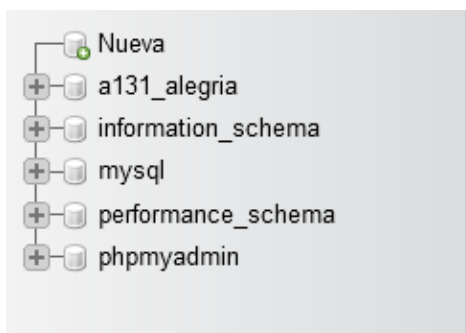 Nueva
a131_alegria
information_schema
mysql
performance_schema
phpmyadmin